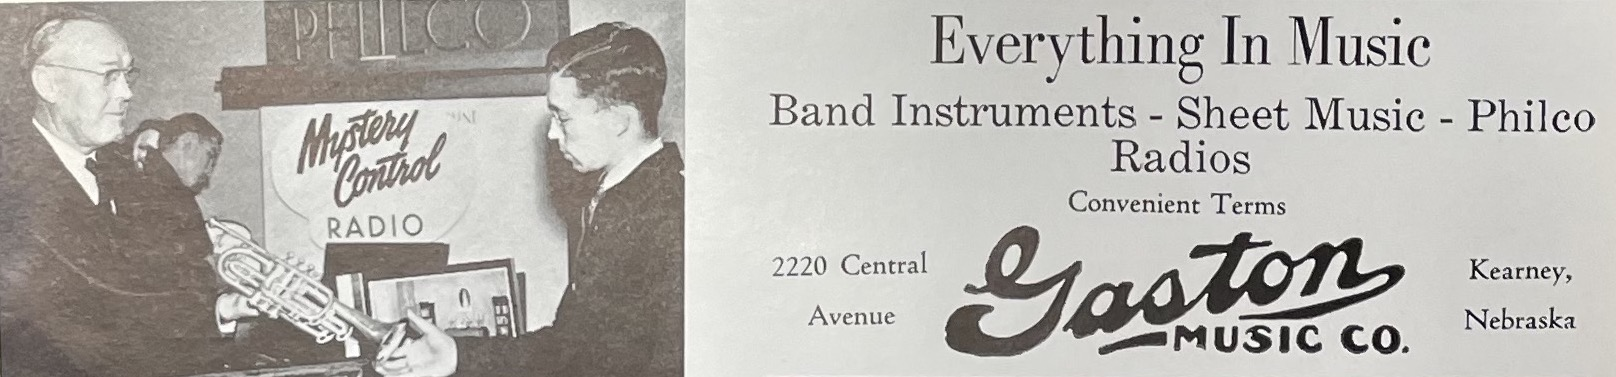 PHILCO
Mystery
Control
RADIO
Everything In Music
Band Instruments - Sheet Music - Philco
Radios
Convenient Terms
2220 Central
Avenue
Gaston
MUSIC CO.
Kearney,
Nebraska